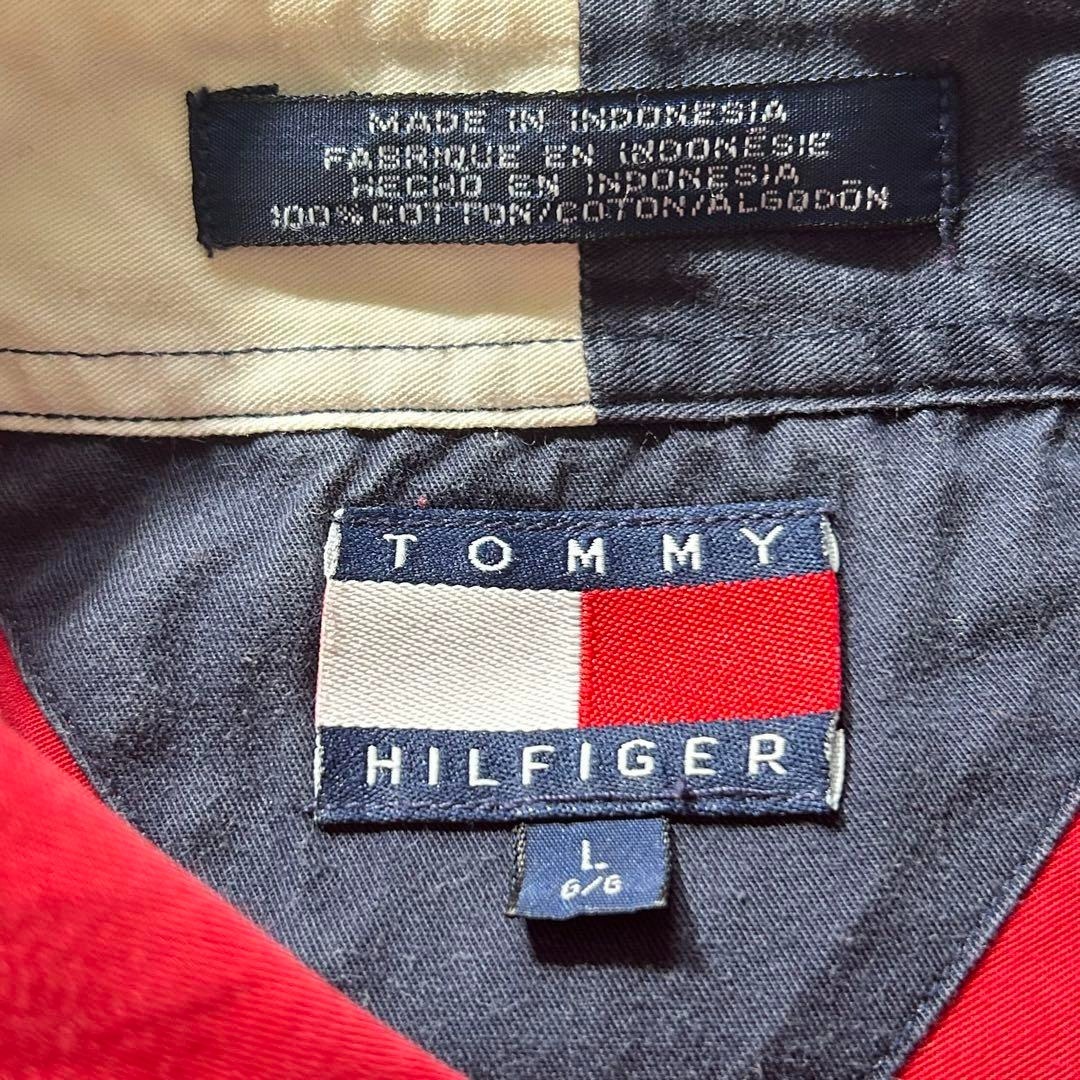 MADE IN INDONESIA
FABRIQUE EN INDONÉSIE
HECHO EN INDONESIA
100% COTTON/COTON/ALGODÓN
TOMMY
HILFIGER
L
G/G